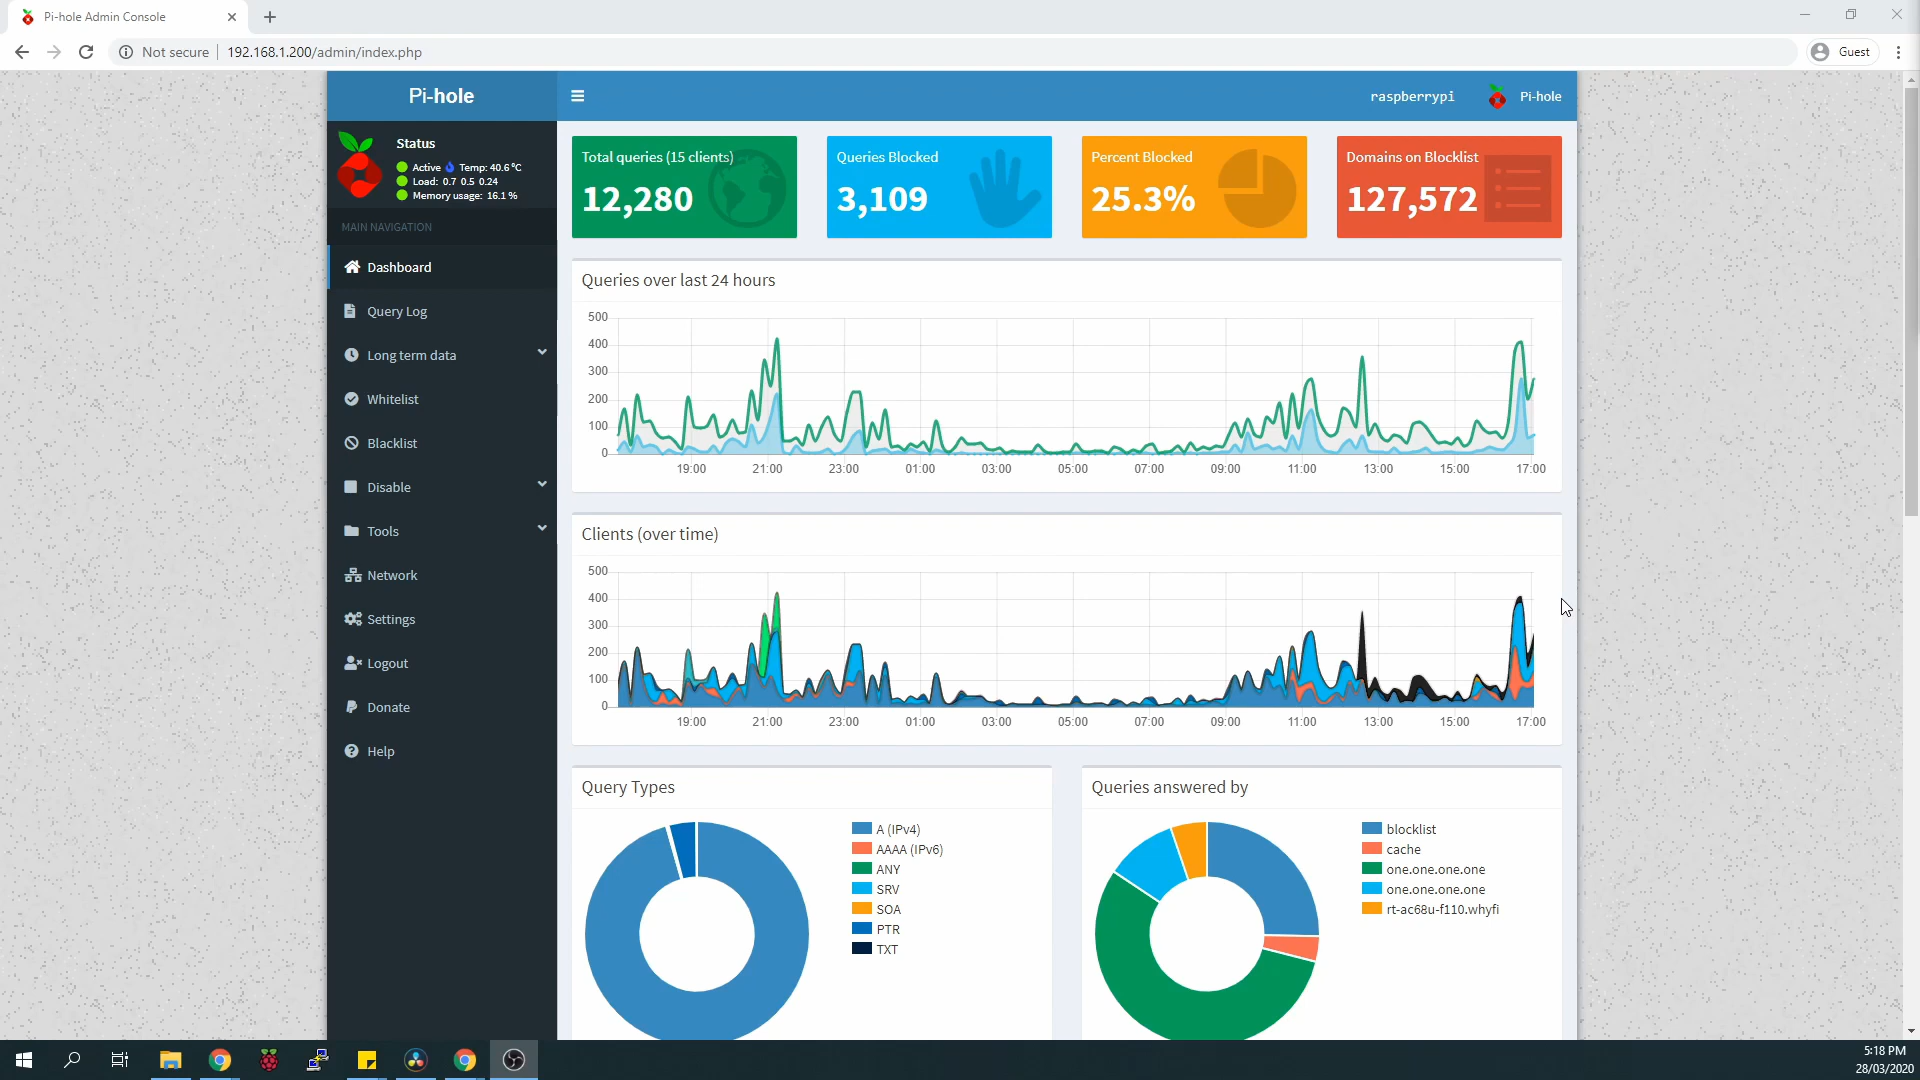 Pi-hole Admin Console
Not secure
192.168.1.200/admin/index.php
Guest
Pi-hole
raspberrypi
Pi-hole
Status
Active Temp: 40.6 °C
Load: 0.7 0.5 0.24
Memory usage: 16.1 %
MAIN NAVIGATION
Dashboard
Query Log
Long term data
Whitelist
Blacklist
Disable
Tools
Network
Settings
Logout
Donate
Help
Total queries (15 clients)
12,280
Queries Blocked
3,109
Percent Blocked
25.3%
Domains on Blocklist
127,572
Queries over last 24 hours
500
400
300
200
100
0
19:00 21:00 23:00 01:00 03:00 05:00 07:00 09:00 11:00 13:00 15:00 17:00
Clients (over time)
500
400
300
200
100
0
19:00 21:00 23:00 01:00 03:00 05:00 07:00 09:00 11:00 13:00 15:00 17:00
Query Types
A (IPv4)
AAAA (IPv6)
ANY
SRV
SOA
PTR
TXT
Queries answered by
blocklist
cache
one.one.one.one
one.one.one.one
rt-ac68u-f110.whyfi
5:18 PM
28/03/2020